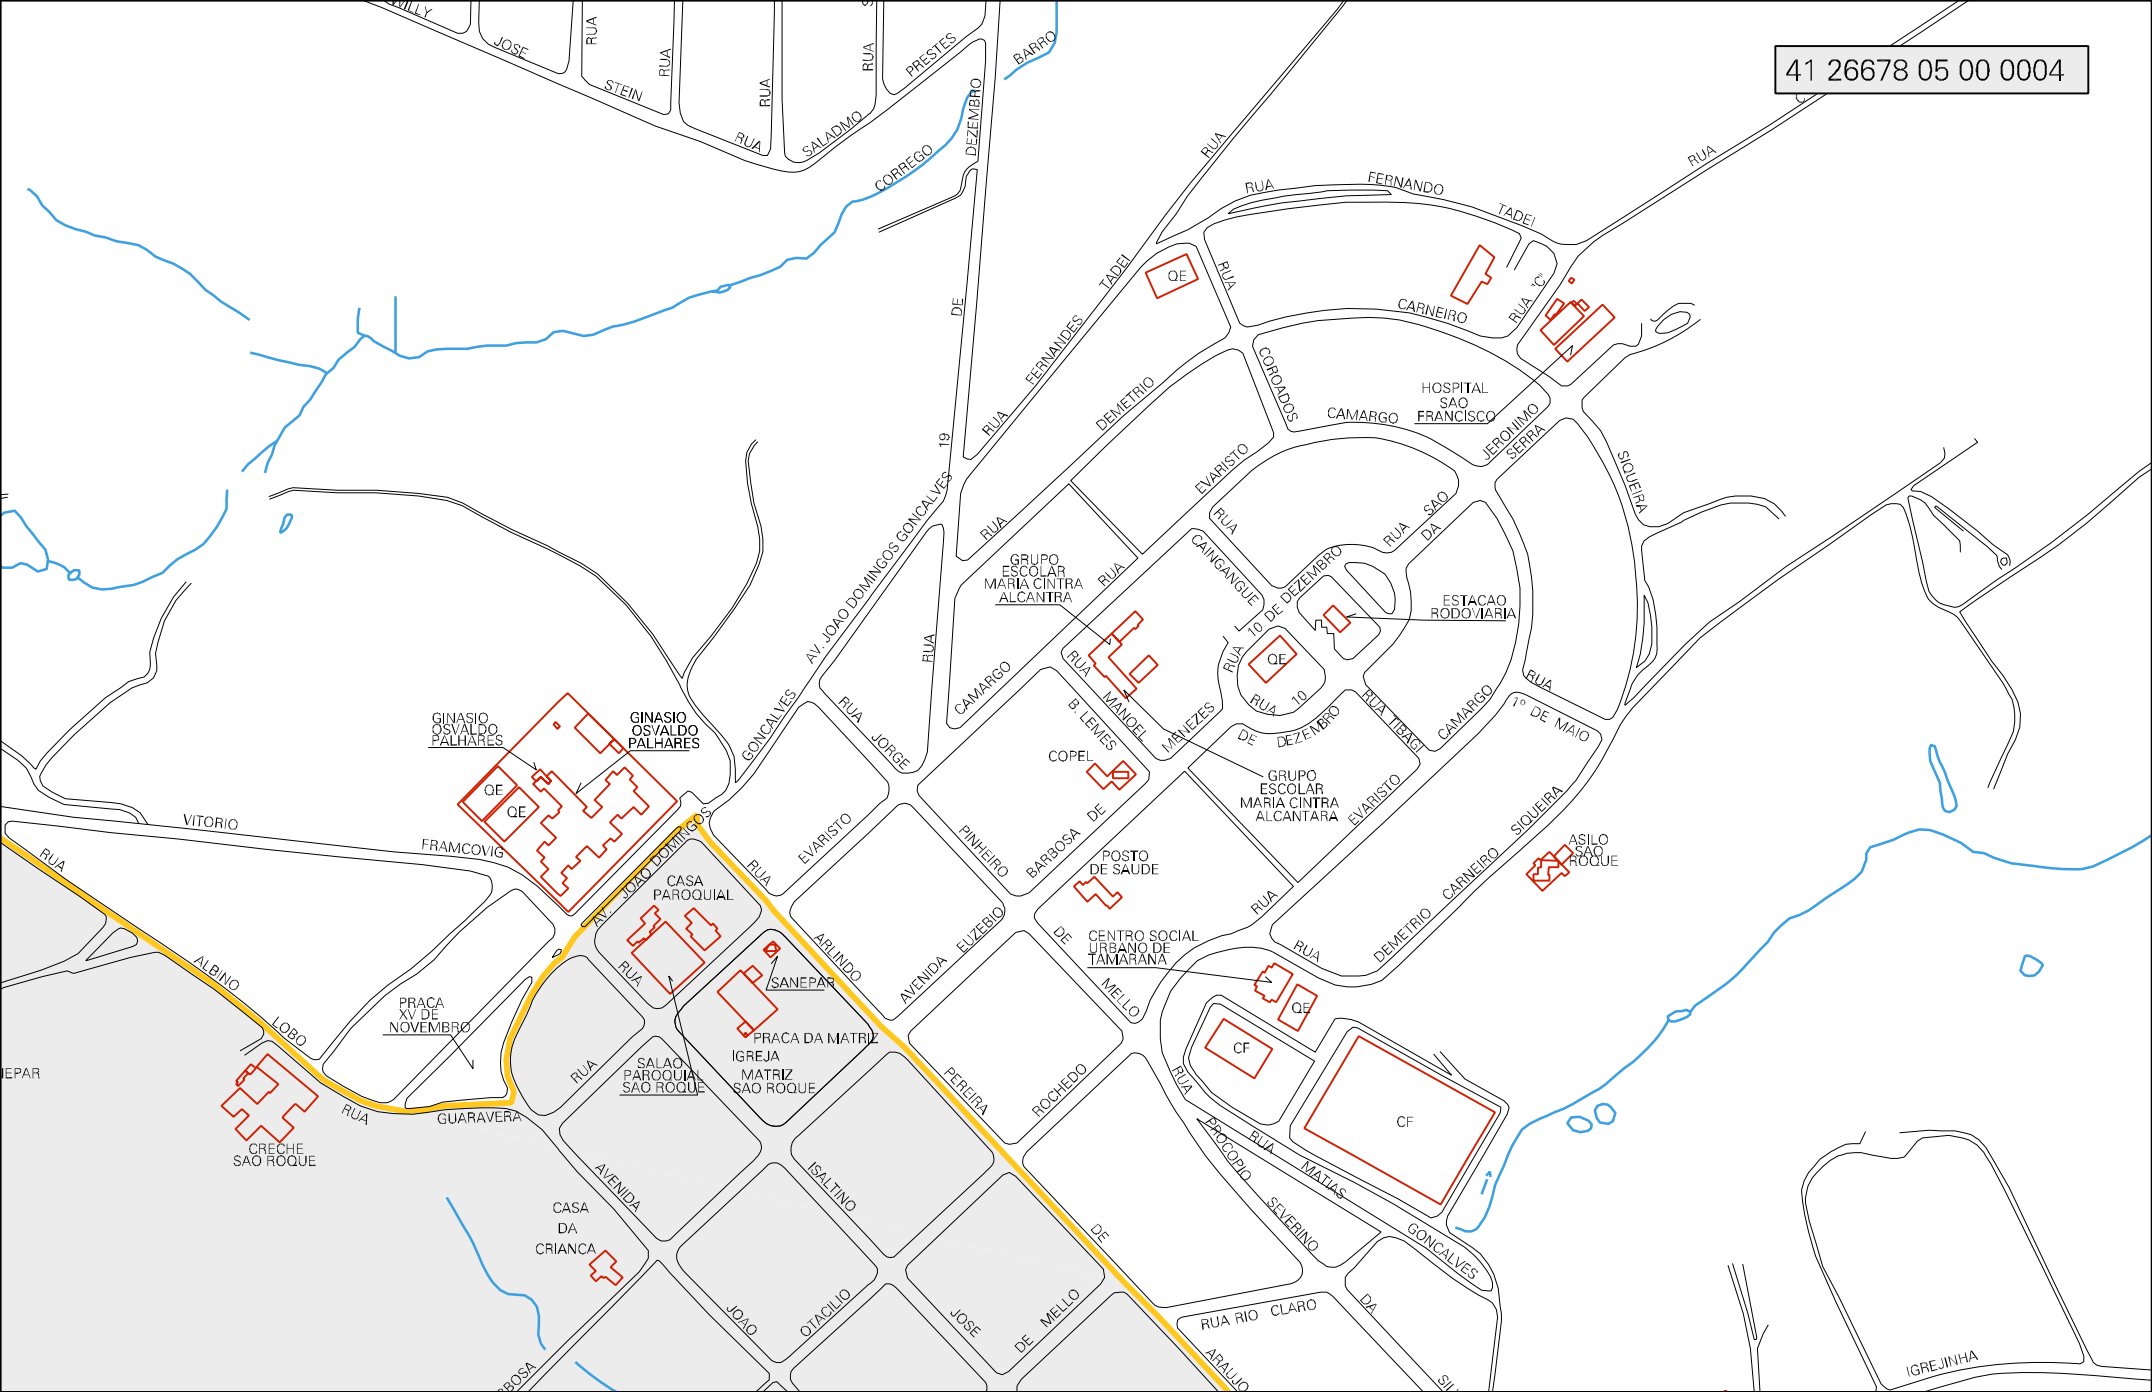 WILLY
JOSE
STEIN
RUA
RUA
RUA
RUA
RUA
SALADMO
PRESTES
BARRO
CORREGO
DEZEMBRO
DE
19
41 26678 05 00 0004
RUA
FERNANDES
TADEI
RUA
RUA
FERNANDO
TADEI
RUA
QE
RUA
COROADOS
CARNEIRO
RUA "C"
HOSPITAL
SAO
FRANCISCO
CAMARGO
JERONIMO
SERRA
SIQUEIRA
RUA
DEMETRIO
RUA
EVARISTO
CAMARGO
RUA
CAINGANGUE
RUA SAO
DA
10 DE DEZEMBRO
RUA
QE
RUA 10
DE DEZEMBRO
ESTACAO
RODOVIARIA
GRUPO
ESCOLAR
MARIA CINTRA
ALCANTRA
RUA
MANOEL
B. LEMES
MENEZES
RUA TIBAGI
CAMARGO
RUA
1º DE MAIO
AV. JOAO DOMINGOS GONCALVES
RUA
GONCALVES
RUA
JORGE
GINASIO
OSVALDO
PALHARES
GINASIO
OSVALDO
PALHARES
QE
QE
COPEL
GRUPO
ESCOLAR
MARIA CINTRA
ALCANTARA
EVARISTO
SIQUEIRA
CARNEIRO
DEMETRIO
RUA
RUA
ASILO
SAO
ROQUE
VITORIO
FRAMCOVIG
RUA
ALBINO
LOBO
RUA
GUARAVERA
AV. JOAO DOMINGOS
RUA
EVARISTO
PINHEIRO
BARBOSA DE
POSTO
DE SAUDE
CASA
PAROQUIAL
RUA
ARLINDO
AVENIDA EUZEBIO
DE
MELLO
CENTRO SOCIAL
URBANO DE
TAMARANA
QE
CF
CF
SANEPAR
PRACA DA MATRIZ
IGREJA
MATRIZ
SAO ROQUE
SALAO
PAROQUIAL
SAO ROQUE
PRACA
XV DE
NOVEMBRO
RUA
PEREIRA
ROCHEDO
RUA
PROCOPIO
SEVERINO
DA
RUA
MATIAS
GONCALVES
NEPAR
CRECHE
SAO ROQUE
CASA
DA
CRIANCA
AVENIDA
ISALTINO
DE
JOAO
OTACILIO
JOSE
DE MELLO
RUA RIO CLARO
ARAUJO
IGREJINHA